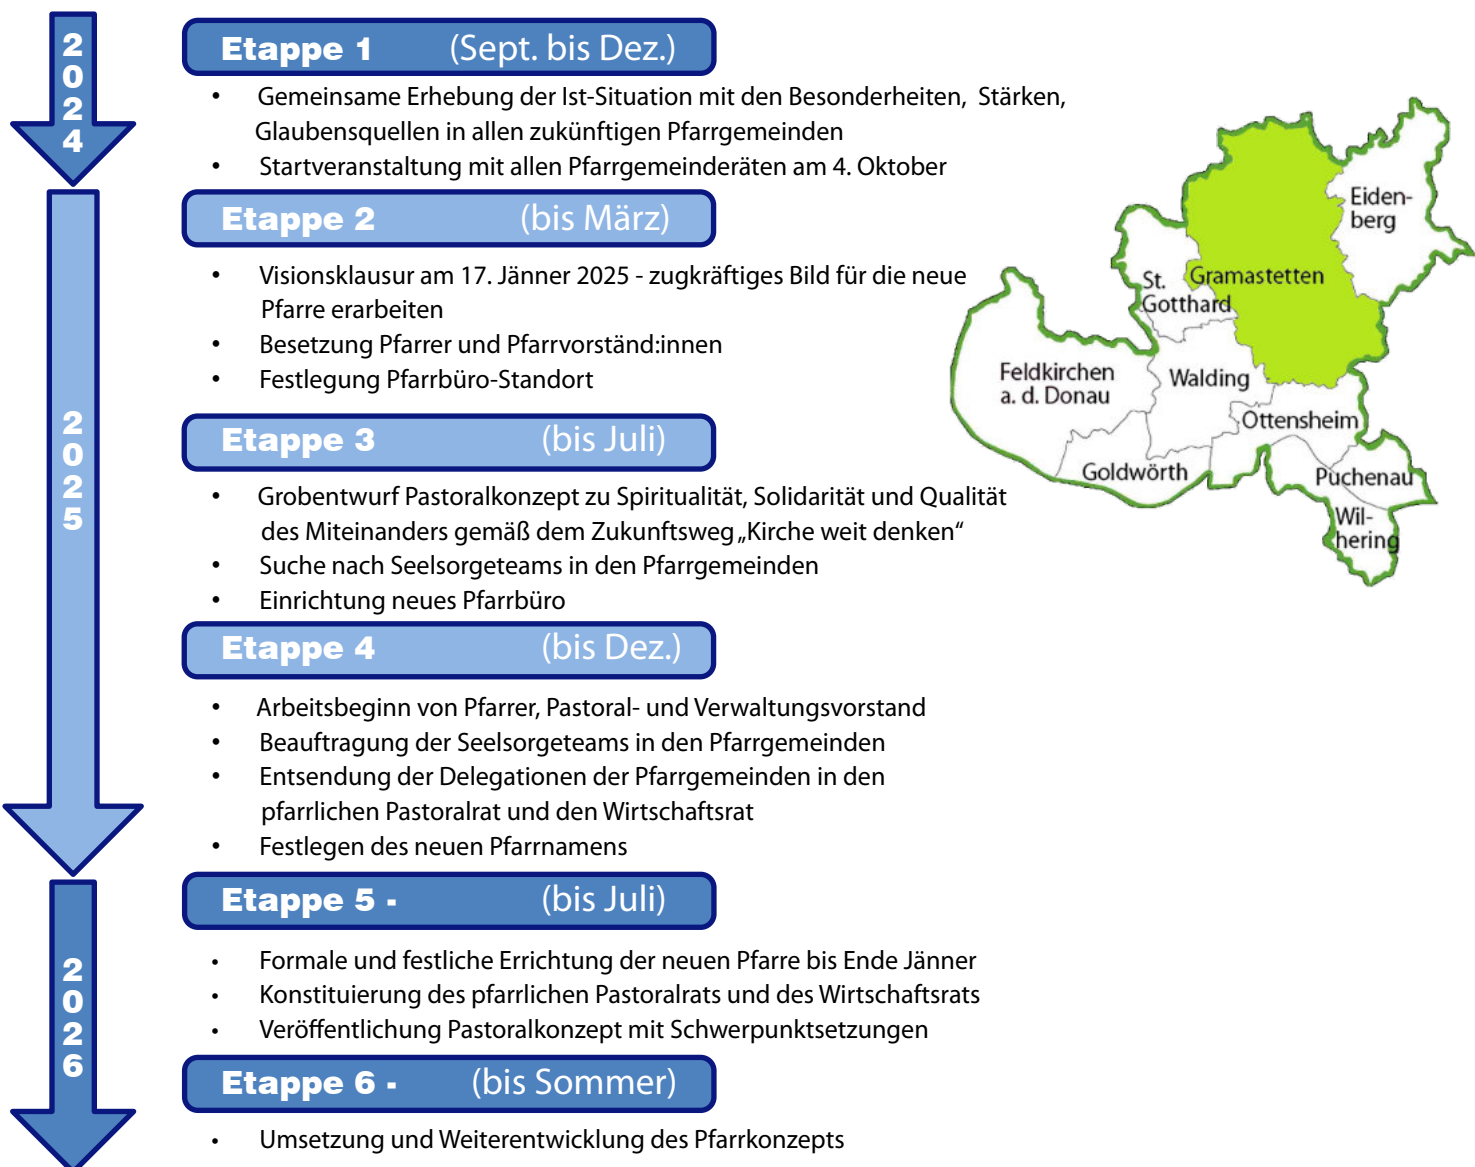 2024
Etappe 1 (Sept. bis Dez.)
• Gemeinsame Erhebung der Ist-Situation mit den Besonderheiten, Stärken,
Glaubensquellen in allen zukünftigen Pfarrgemeinden
• Startveranstaltung mit allen Pfarrgemeinderäten am 4. Oktober
2025
Etappe 2 (bis März)
• Visionsklausur am 17. Jänner 2025 - zugkräftiges Bild für die neue
Pfarre erarbeiten
• Besetzung Pfarrer und Pfarrvorständ:innen
• Festlegung Pfarrbüro-Standort
Etappe 3 (bis Juli)
• Grobentwurf Pastoralkonzept zu Spiritualität, Solidarität und Qualität
des Miteinanders gemäß dem Zukunftsweg „Kirche weit denken“
• Suche nach Seelsorgeteams in den Pfarrgemeinden
• Einrichtung neues Pfarrbüro
Etappe 4 (bis Dez.)
• Arbeitsbeginn von Pfarrer, Pastoral- und Verwaltungsvorstand
• Beauftragung der Seelsorgeteams in den Pfarrgemeinden
• Entsendung der Delegationen der Pfarrgemeinden in den
pfarrlichen Pastoralrat und den Wirtschaftsrat
• Festlegen des neuen Pfarrnamens
2026
Etappe 5 - (bis Juli)
• Formale und festliche Errichtung der neuen Pfarre bis Ende Jänner
• Konstituierung des pfarrlichen Pastoralrats und des Wirtschaftsrats
• Veröffentlichung Pastoralkonzept mit Schwerpunktsetzungen
Etappe 6 - (bis Sommer)
• Umsetzung und Weiterentwicklung des Pfarrkonzepts
Eiden-
berg
Gramastetten
St.
Gotthard
Feldkirchen
a. d. Donau
Walding
Ottensheim
Goldwörth
Puchenau
Wil-
hering